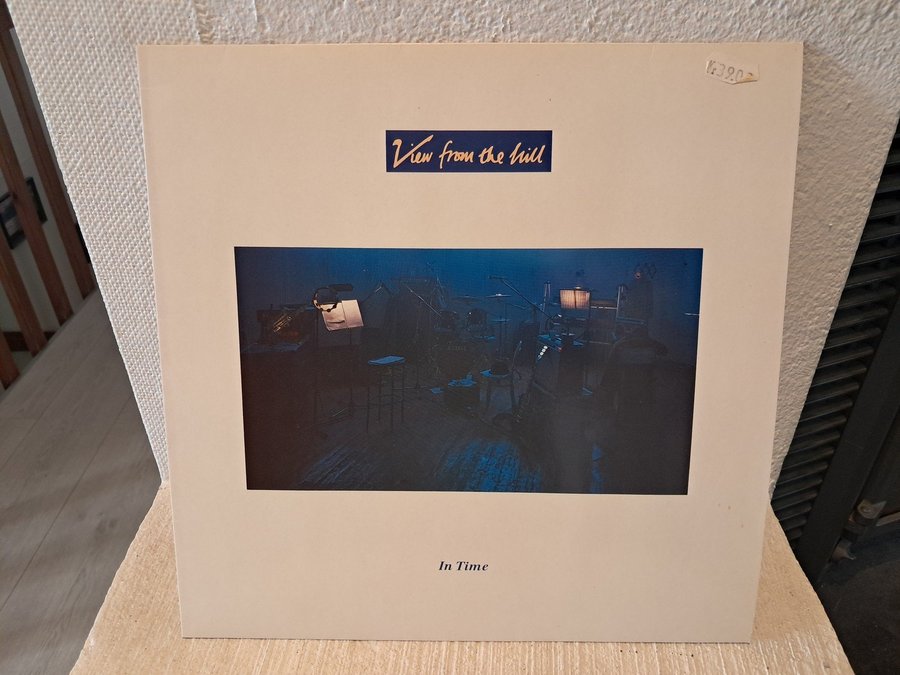 View from the hill
In Time